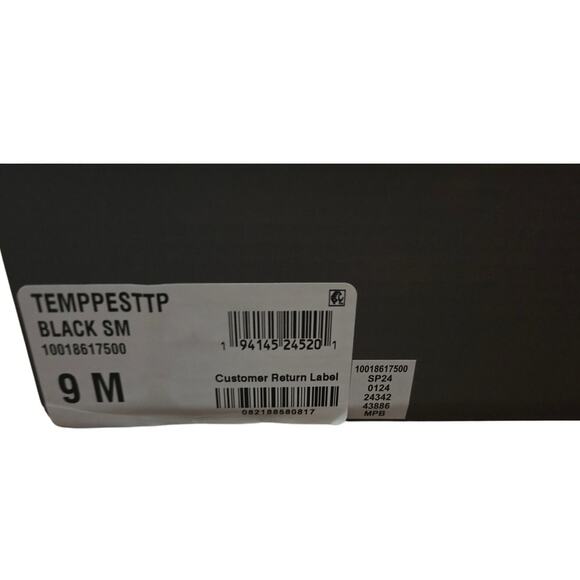 TEMPPESTTP
BLACK SM
10018617500
9 M
1 94145 24520 1
Customer Return Label
082188580817
10018617500
SP24
0124
24342
43886
MPB